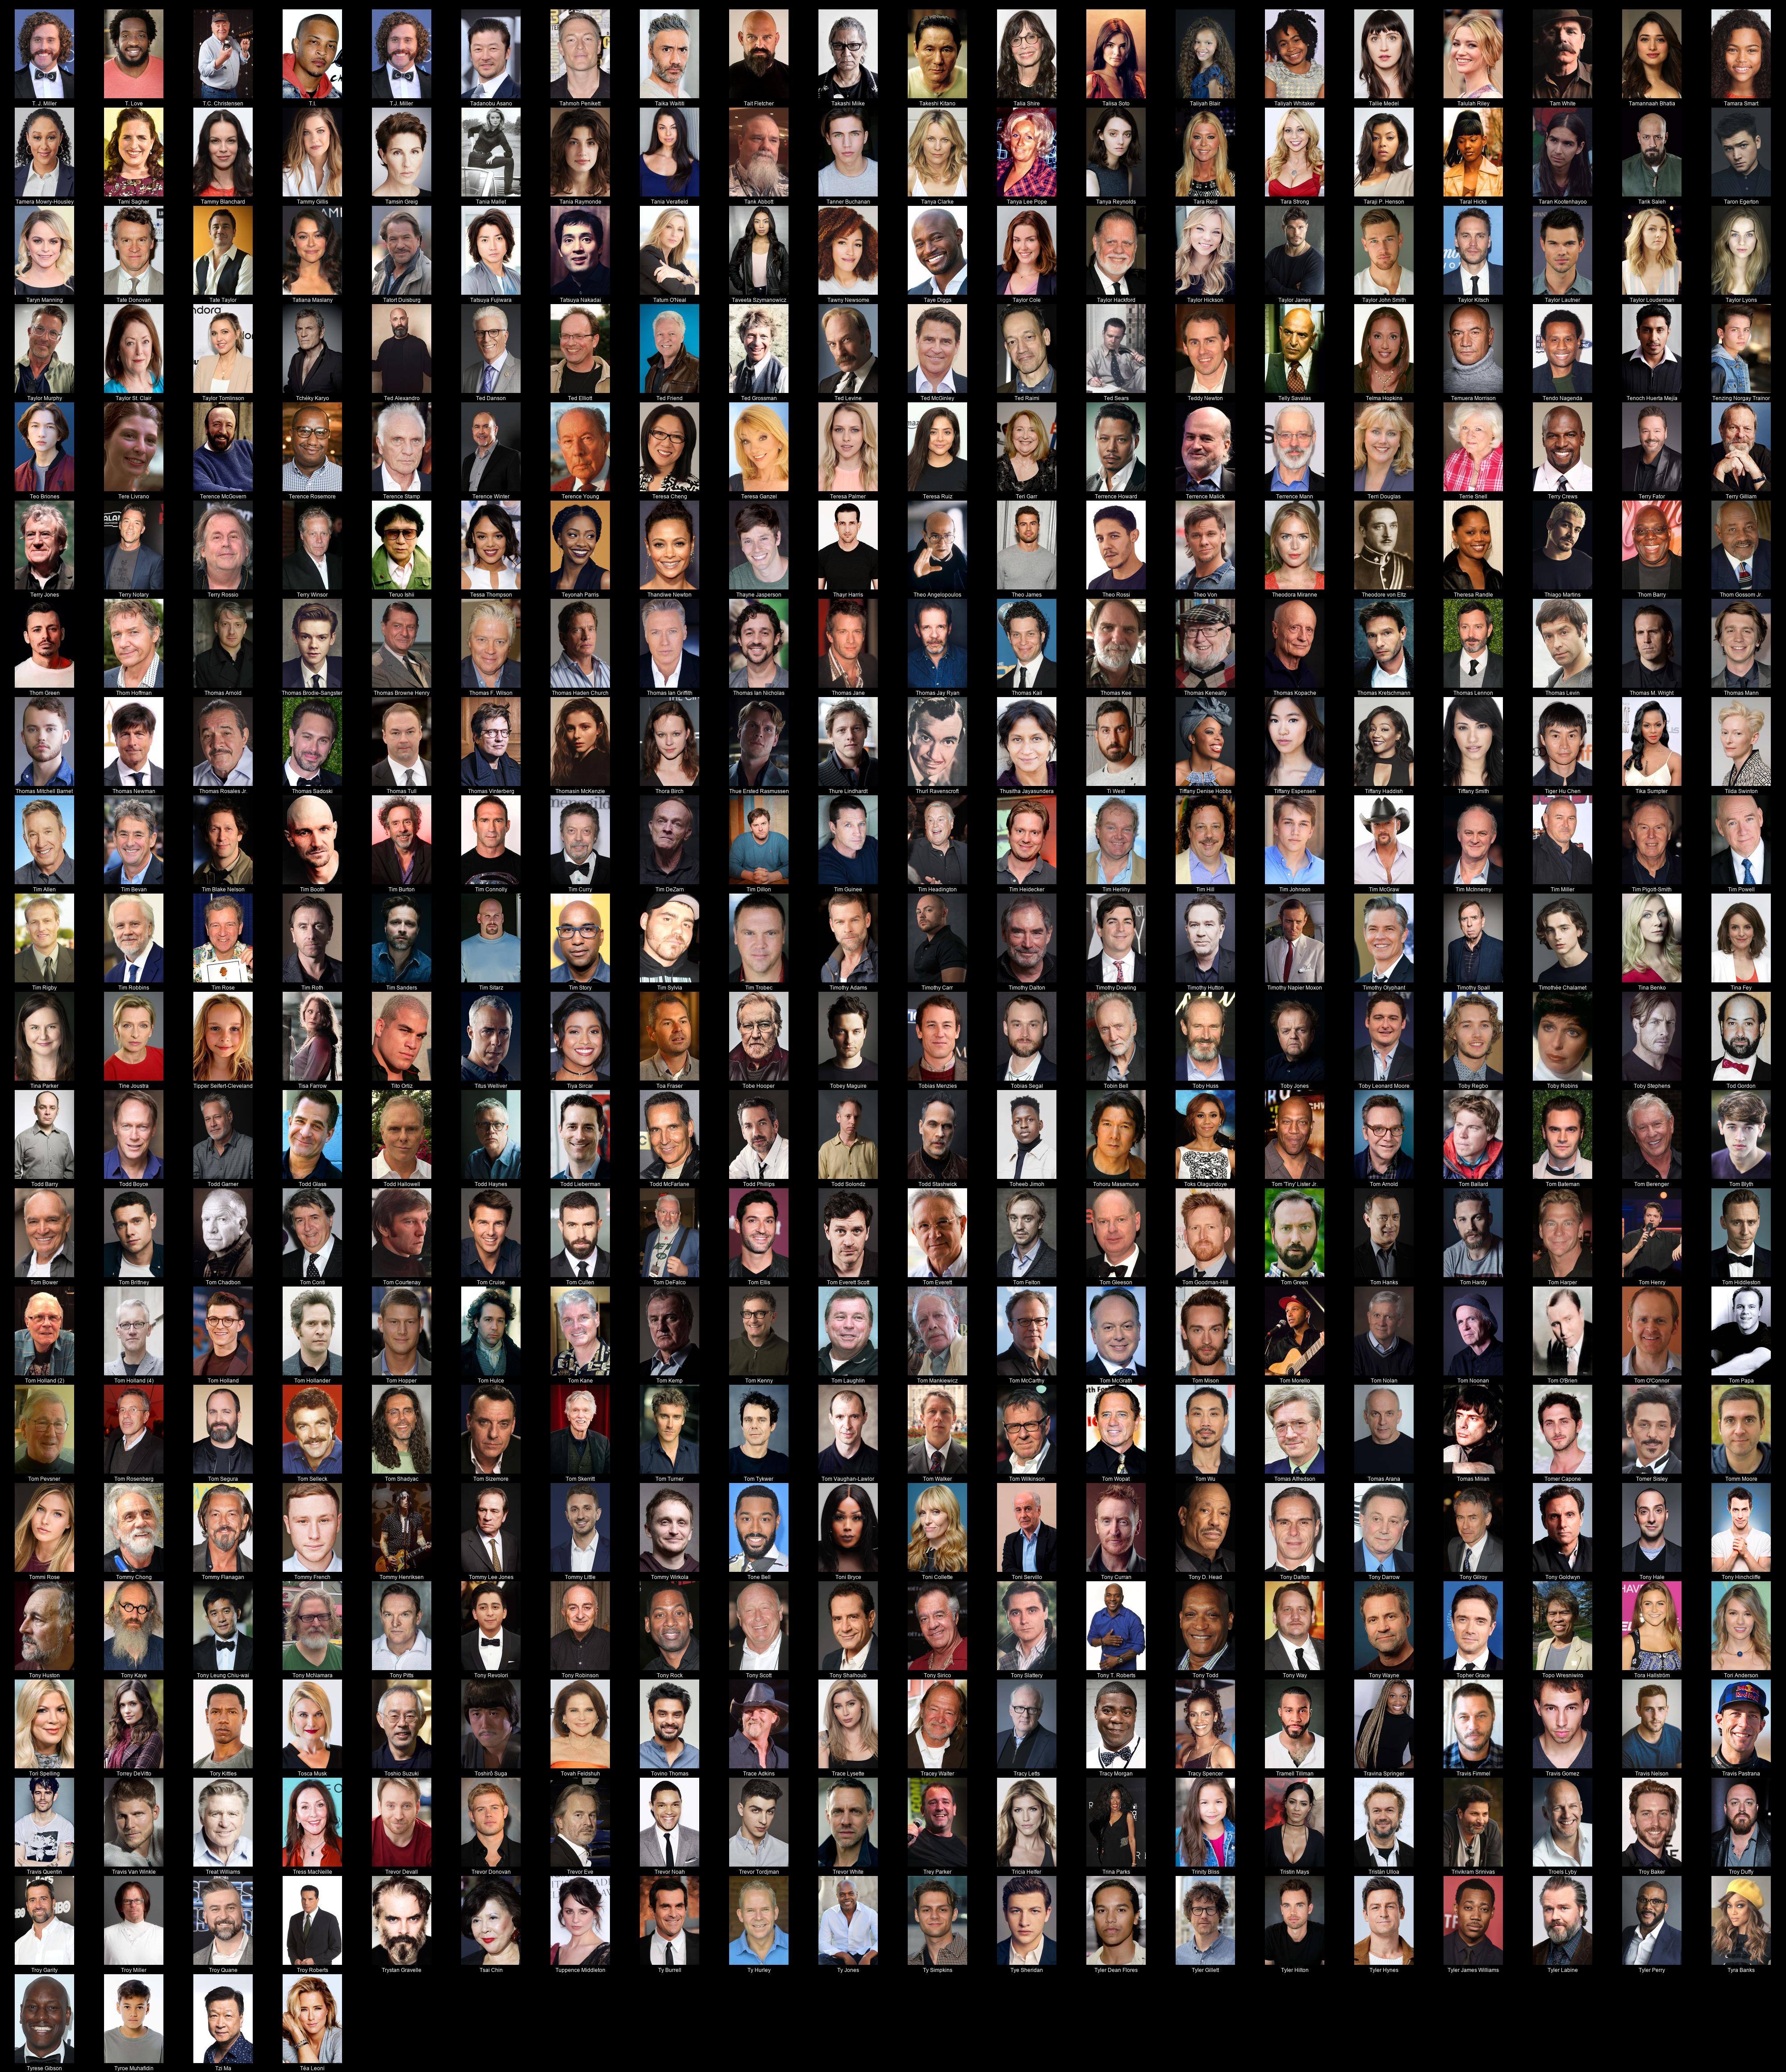 T. J. Miller T. Love T.C. Christensen T.I. T.J. Miller Tadanobu Asano Tahmoh Penikett Taika Waititi Tait Fletcher Takashi Miike Takeshi Kitano Talia Shire Talisa Soto Taliyah Blair Taliyah Whitaker Tallie Medel Talulah Riley Tam White Tamannaah Bhatia Tamara Smart
Tamera Mowry-Housley Tami Sagher Tammy Blanchard Tammy Gillis Tamsin Greig Tania Mallet Tania Raymonde Tania Verafield Tank Abbott Tanner Buchanan Tanya Clarke Tanya Lee Pope Tanya Reynolds Tara Reid Tara Strong Taraji P. Henson Taral Hicks Taran Kootenhayoo Tarik Saleh Taron Egerton
Taryn Manning Tate Donovan Tate Taylor Tatiana Maslany Tatort Duisburg Tatsuya Fujiwara Tatsuya Nakadai Tatum O'Neal Taveeta Szymanowicz Tawny Newsome Taye Diggs Taylor Cole Taylor Hackford Taylor Hickson Taylor James Taylor John Smith Taylor Kitsch Taylor Lautner Taylor Louderman Taylor Lyons
Taylor Murphy Taylor St. Clair Taylor Tomlinson Tchéky Karyo Ted Alexandro Ted Danson Ted Elliott Ted Friend Ted Grossman Ted Levine Ted McGinley Ted Raimi Ted Sears Teddy Newton Telly Savalas Telma Hopkins Temuera Morrison Tendo Nagenda Tenoch Huerta Mejía Tenzing Norgay Trainor
Teo Briones Tere Livrano Terence McGovern Terence Rosemore Terence Stamp Terence Winter Terence Young Teresa Cheng Teresa Ganzel Teresa Palmer Teresa Ruiz Teri Garr Terrence Howard Terrence Malick Terrence Mann Terri Douglas Terrie Snell Terry Crews Terry Fator Terry Gilliam
Terry Jones Terry Notary Terry Rossio Terry Winsor Teruo Ishii Tessa Thompson Teyonah Parris Thandiwe Newton Thayne Jasperson Thayr Harris Theo Angelopoulos Theo James Theo Rossi Theo Von Theodora Miranne Theodore von Eltz Theresa Randle Thiago Martins Thom Barry Thom Gossom Jr.
Thom Green Thom Hoffman Thomas Arnold Thomas Brodie-Sangster Thomas Browne Henry Thomas F. Wilson Thomas Haden Church Thomas Ian Griffith Thomas Ian Nicholas Thomas Jane Thomas Jay Ryan Thomas Kail Thomas Kee Thomas Keneally Thomas Kopache Thomas Kretschmann Thomas Lennon Thomas Levin Thomas M. Wright Thomas Mann
Thomas Mitchell Barnet Thomas Newman Thomas Rosales Jr. Thomas Sadoski Thomas Tull Thomas Vinterberg Thomasin McKenzie Thora Birch Thue Ersted Rasmussen Thure Lindhardt Thurl Ravenscroft Thusitha Jayasundera Ti West Tiffany Denise Hobbs Tiffany Espensen Tiffany Haddish Tiffany Smith Tiger Hu Chen Tika Sumpter Tilda Swinton
Tim Allen Tim Bevan Tim Blake Nelson Tim Booth Tim Burton Tim Connolly Tim Curry Tim DeZarn Tim Dillon Tim Guinee Tim Headington Tim Heidecker Tim Herlihy Tim Hill Tim Johnson Tim McGraw Tim McInnerny Tim Miller Tim Pigott-Smith Tim Powell
Tim Rigby Tim Robbins Tim Rose Tim Roth Tim Sanders Tim Sitarz Tim Story Tim Sylvia Tim Trobec Timothy Adams Timothy Carr Timothy Dalton Timothy Dowling Timothy Hutton Timothy Napier Moxon Timothy Olyphant Timothy Spall Timothée Chalamet Tina Benko Tina Fey
Tina Parker Tine Joustra Tipper Seifert-Cleveland Tisa Farrow Tito Ortiz Titus Welliver Tiya Sircar Toa Fraser Tobe Hooper Tobey Maguire Tobias Menzies Tobias Segal Tobin Bell Toby Huss Toby Jones Toby Leonard Moore Toby Regbo Toby Robins Toby Stephens Tod Gordon
Todd Barry Todd Boyce Todd Garner Todd Glass Todd Hallowell Todd Haynes Todd Lieberman Todd McFarlane Todd Phillips Todd Solondz Todd Stashwick Toheeb Jimoh Tohoru Masamune Toks Olagundoye Tom 'Tiny' Lister Jr. Tom Arnold Tom Ballard Tom Bateman Tom Berenger Tom Blyth
Tom Bower Tom Brittney Tom Chadbon Tom Conti Tom Courtenay Tom Cruise Tom Cullen Tom DeFalco Tom Ellis Tom Everett Scott Tom Everett Tom Felton Tom Gleeson Tom Goodman-Hill Tom Green Tom Hanks Tom Hardy Tom Harper Tom Henry Tom Hiddleston
Tom Holland (2) Tom Holland (4) Tom Holland Tom Hollander Tom Hopper Tom Hulce Tom Kane Tom Kemp Tom Kenny Tom Laughlin Tom Mankiewicz Tom McCarthy Tom McGrath Tom Mison Tom Morello Tom Nolan Tom Noonan Tom O'Brien Tom O'Connor Tom Papa
Tom Pevsner Tom Rosenberg Tom Segura Tom Selleck Tom Shadyac Tom Sizemore Tom Skerritt Tom Turner Tom Tykwer Tom Vaughan-Lawlor Tom Walker Tom Wilkinson Tom Wopat Tom Wu Tomas Alfredson Tomas Arana Tomas Milian Tomer Capone Tomer Sisley Tomm Moore
Tommi Rose Tommy Chong Tommy Flanagan Tommy French Tommy Henriksen Tommy Lee Jones Tommy Little Tommy Wirkola Tone Bell Toni Bryce Toni Collette Toni Servillo Tony Curran Tony D. Head Tony Dalton Tony Darrow Tony Gilroy Tony Goldwyn Tony Hale Tony Hinchcliffe
Tony Huston Tony Kaye Tony Leung Chiu-wai Tony McNamara Tony Pitts Tony Revolori Tony Robinson Tony Rock Tony Scott Tony Shalhoub Tony Sirico Tony Slattery Tony T. Roberts Tony Todd Tony Way Tony Wayne Topher Grace Topo Wresniwiro Tora Hallström Tori Anderson
Tori Spelling Torrey DeVitto Tory Kittles Tosca Musk Toshio Suzuki Toshirô Suga Tovah Feldshuh Tovino Thomas Trace Adkins Trace Lysette Tracey Walter Tracy Letts Tracy Morgan Tracy Spencer Tramell Tillman Travina Springer Travis Fimmel Travis Gomez Travis Nelson Travis Pastrana
Travis Quentin Travis Van Winkle Treat Williams Tress MacNeille Trevor Devall Trevor Donovan Trevor Eve Trevor Noah Trevor Tordjman Trevor White Trey Parker Tricia Helfer Trina Parks Trinity Bliss Tristin Mays Tristán Ulloa Trivikram Srinivas Troels Lyby Troy Baker Troy Duffy
Troy Garity Troy Miller Troy Quane Troy Roberts Trystan Gravelle Tsai Chin Tuppence Middleton Ty Burrell Ty Hurley Ty Jones Ty Simpkins Tye Sheridan Tyler Dean Flores Tyler Gillett Tyler Hilton Tyler Hynes Tyler James Williams Tyler Labine Tyler Perry Tyra Banks
Tyrese Gibson Tyroe Muhafidin Tzi Ma Téa Leoni